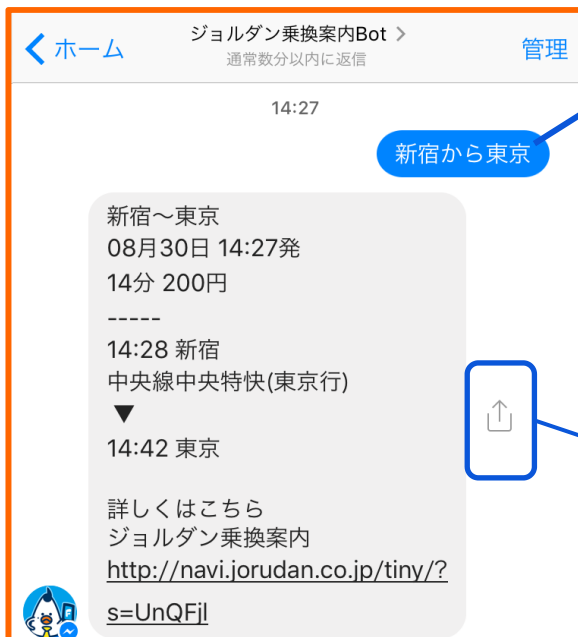 ホーム
ジョルダン乗換案内Bot
通常数分以内に返信
管理
14:27
新宿から東京
新宿〜東京
08月30日 14:27発
14分 200円
-----
14:28 新宿
中央線中央特快(東京行)
▼
14:42 東京
詳しくはこちら
ジョルダン乗換案内
http://navi.jorudan.co.jp/tiny/?
s=UnQFjl